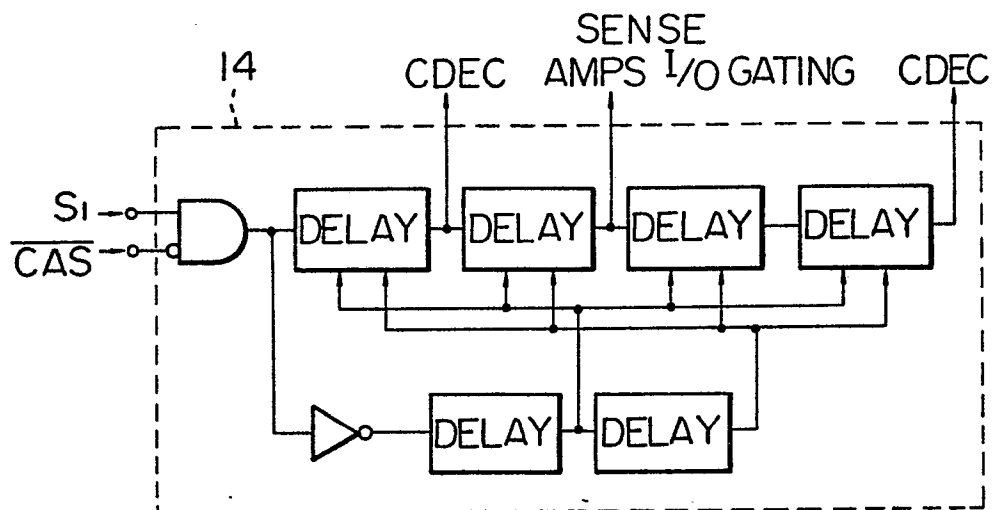 14
CDEC
SENSE
AMPS I/O GATING
CDEC
S1
CAS
DELAY
DELAY
DELAY
DELAY
DELAY
DELAY